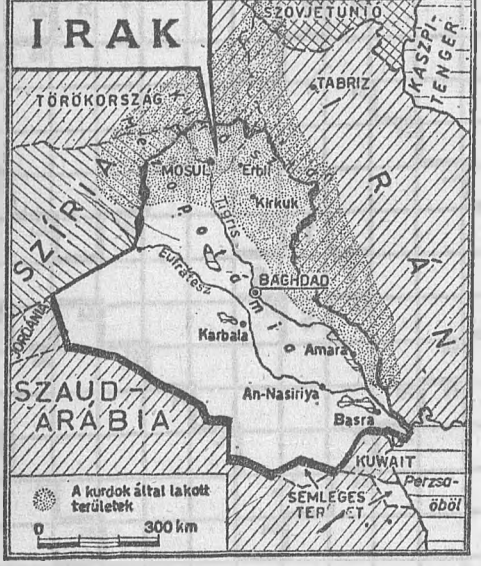 IRAK
SZOVJETUNIÓ
KASZPI-
TENGER
TABRIZ
TÖRÖKORSZÁG
MOSUL
Erbil
Kirkuk
Tigris
SZÍRIA
IRÁN
Eufrátesz
BAGHDAD
Karbala
Amara
JORDÁNIA
SZAUD-
ARÁBIA
An-Nasiriya
Basra
KUWAIT
Perzsa-
öböl
SEMLEGES
TERÜLET
A kurdok által lakott
területek
0 300 km